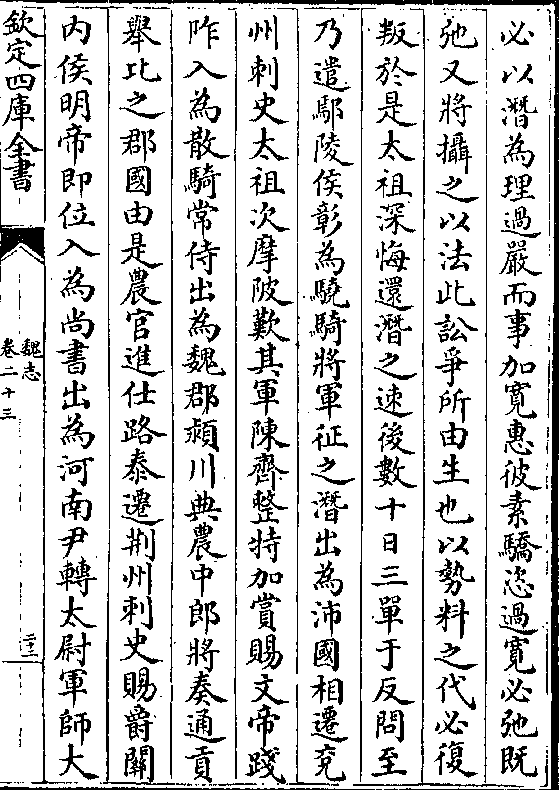 必以潛為理過嚴而事加寛惠彼素驕恣過寛必弛既
弛又將攝之以法此訟爭所由生也以勢料之代必復
叛於是太祖深悔還潛之速後數十日三單于反問至
乃遣鄢陵侯彰為驍騎將軍征之潛出為沛國相遷兗
州刺史太祖次摩陂歎其軍陳齊整特加賞賜文帝踐
阼入為散騎常侍出為魏郡潁川典農中郎將奏通貢
舉比之郡國由是農官進仕路泰遷荆州刺史賜爵關
内侯明帝即位入為尚書出為河南尹轉太尉軍師大
欽定四庫全書
魏志
卷二十三
二三